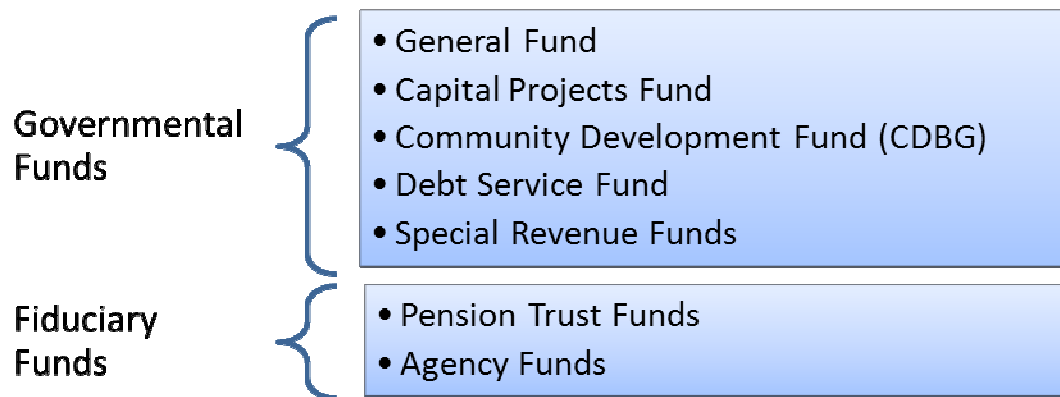 Governmental
Funds
• General Fund
• Capital Projects Fund
• Community Development Fund (CDBG)
• Debt Service Fund
• Special Revenue Funds
Fiduciary
Funds
• Pension Trust Funds
• Agency Funds